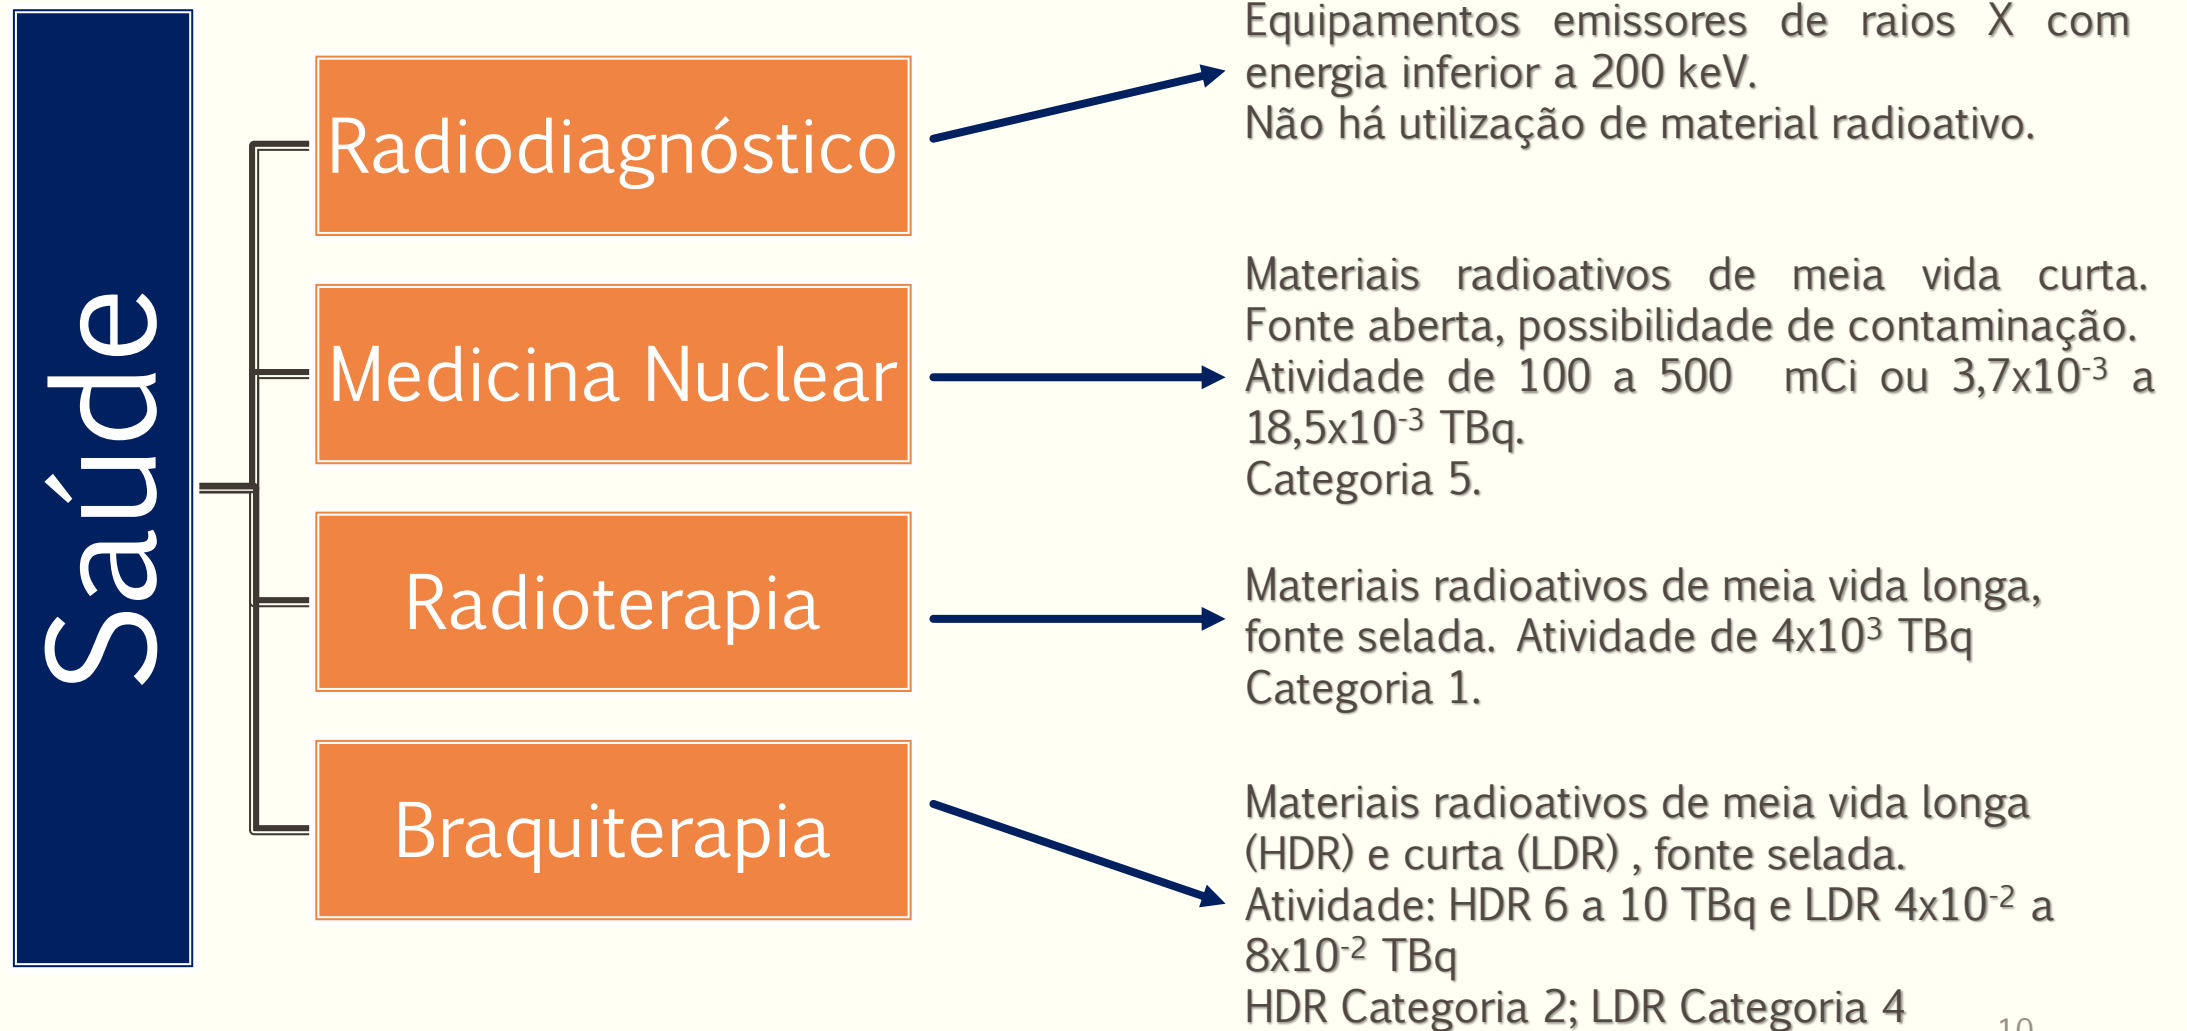 Saúde
Radiodiagnóstico
Equipamentos emissores de raios X com
energia inferior a 200 keV.
Não há utilização de material radioativo.
Medicina Nuclear
Materiais radioativos de meia vida curta.
Fonte aberta, possibilidade de contaminação.
Atividade de 100 a 500 mCi ou 3,7x10⁻³ a
18,5x10⁻³ TBq.
Categoria 5.
Radioterapia
Materiais radioativos de meia vida longa,
fonte selada. Atividade de 4x10³ TBq
Categoria 1.
Braquiterapia
Materiais radioativos de meia vida longa
(HDR) e curta (LDR) , fonte selada.
Atividade: HDR 6 a 10 TBq e LDR 4x10⁻² a
8x10⁻² TBq
HDR Categoria 2; LDR Categoria 4
10